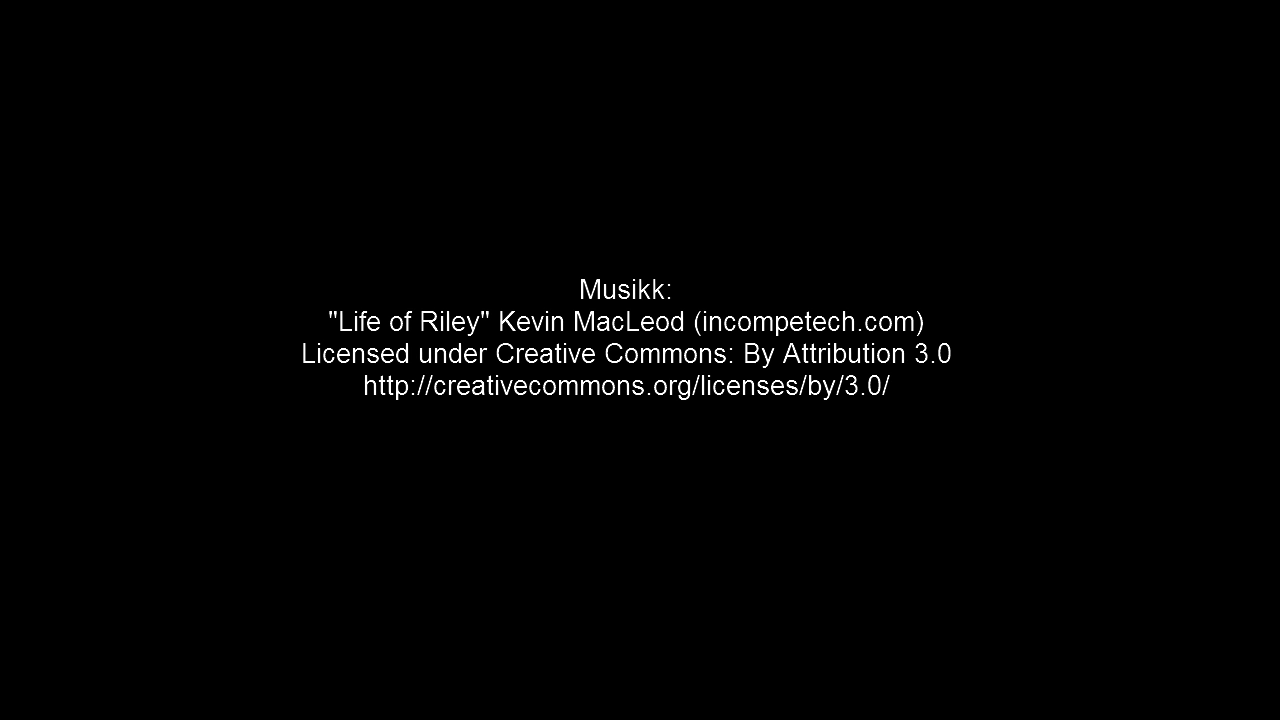 Musikk:
"Life of Riley" Kevin MacLeod (incompetech.com)
Licensed under Creative Commons: By Attribution 3.0
http://creativecommons.org/licenses/by/3.0/